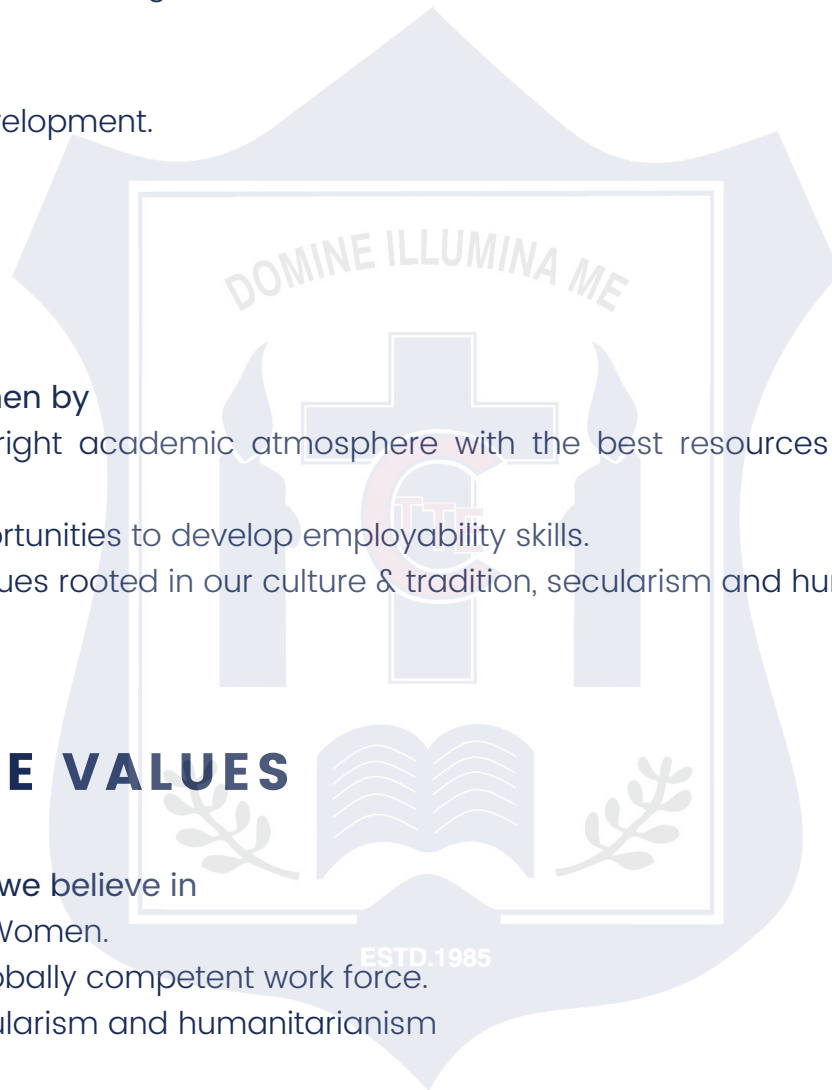 velopment.
DOMINE ILLUMINA ME
en by
right academic atmosphere with the best resources
ortunities to develop employability skills.
ues rooted in our culture & tradition, secularism and hu
C
TTE
E VALUES
we believe in
Women.
obally competent work force.
ESTD.1985
ularism and humanitarianism